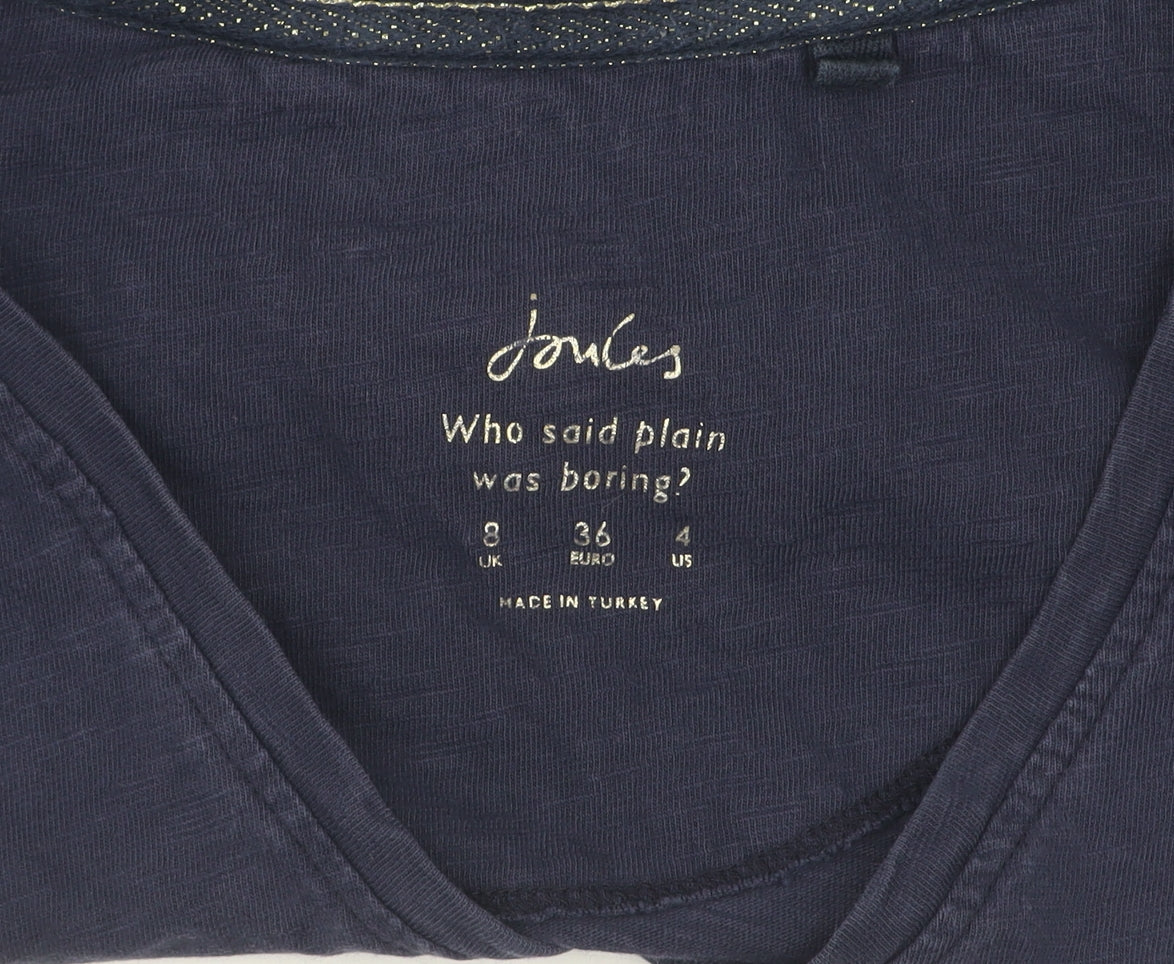 joules
Who said plain
was boring?
8 36 4
UK EURO US
MADE IN TURKEY